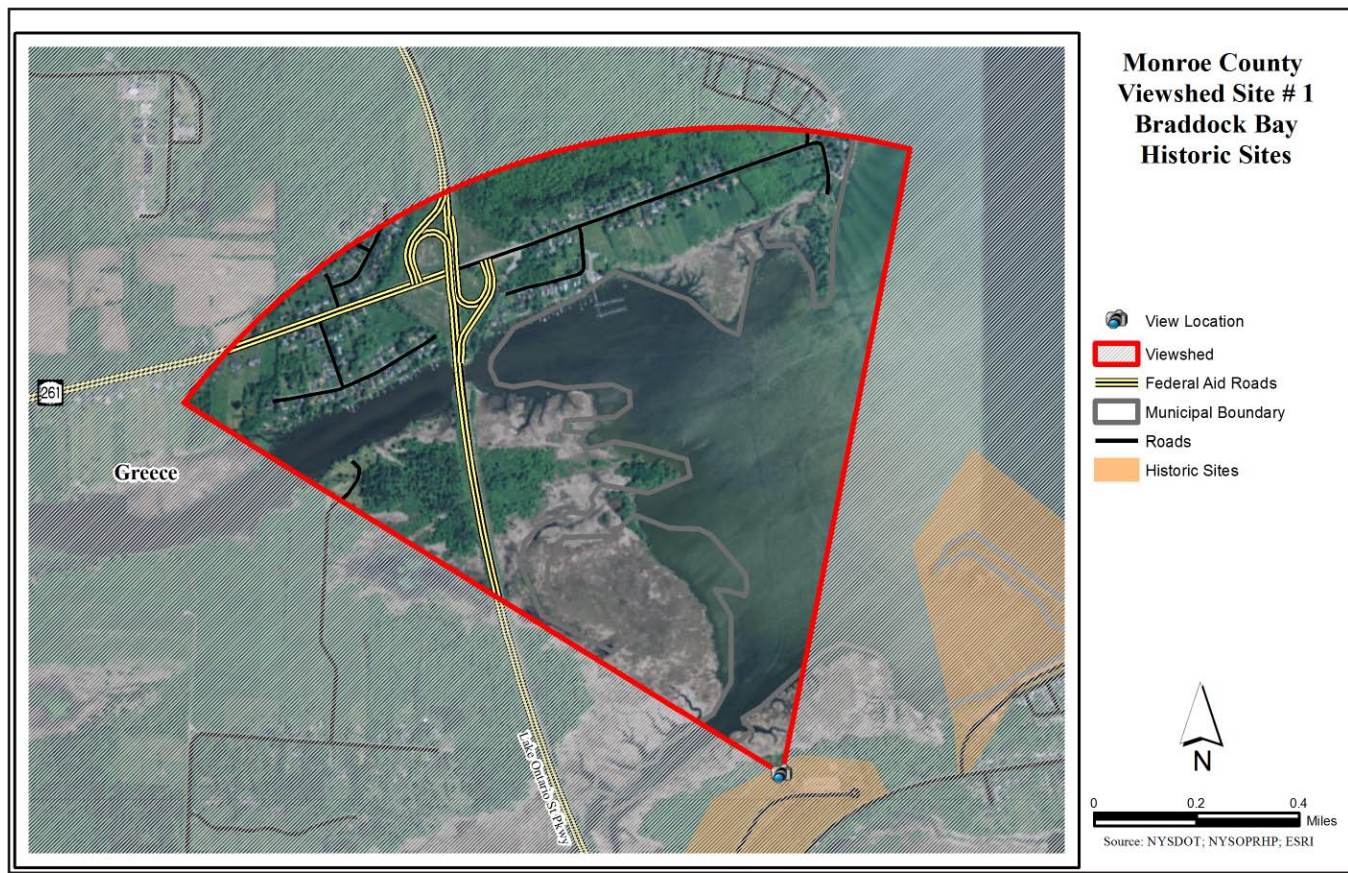 Monroe County
Viewshed Site # 1
Braddock Bay
Historic Sites
View Location
Viewshed
Federal Aid Roads
Municipal Boundary
Roads
Historic Sites
261
Greece
Lake Ontario St Pkwy
N
0 0.2 0.4
Miles
Source: NYSDOT; NYSOPRHP; ESRI